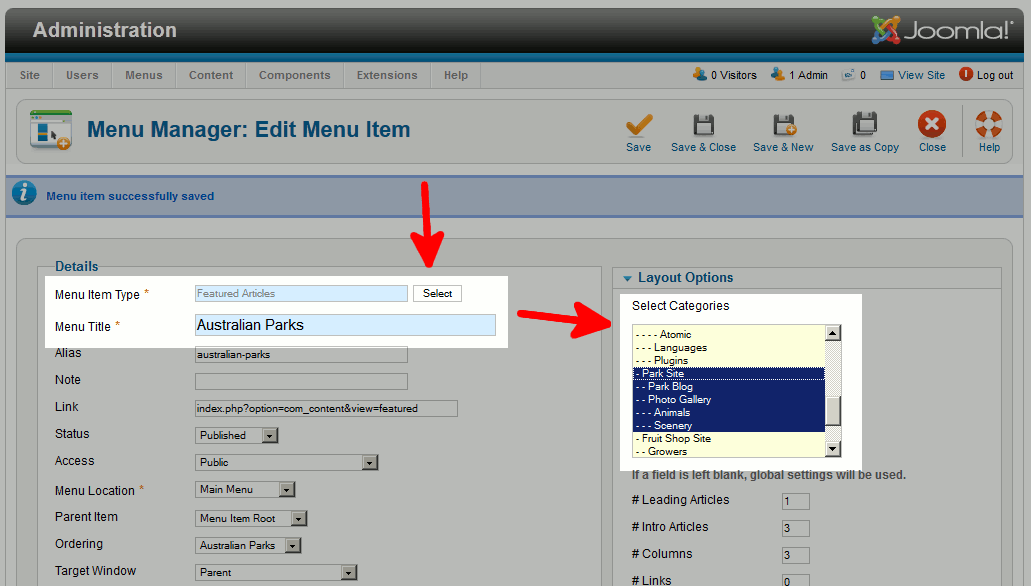 Administration
Joomla!
Site Users Menus Content Components Extensions Help
0 Visitors 1 Admin 0 View Site Log out
Menu Manager: Edit Menu Item
Save Save & Close Save & New Save as Copy Close Help
Menu item successfully saved
Details
Menu Item Type * Featured Articles Select
Menu Title * Australian Parks
Alias australian-parks
Note
Link index.php?option=com_content&view=featured
Status Published
Access Public
Menu Location * Main Menu
Parent Item Menu Item Root
Ordering Australian Parks
Target Window Parent
Layout Options
Select Categories
- - - - Atomic
- - - Languages
- - - Plugins
- Park Site
- - Park Blog
- - Photo Gallery
- - - Animals
- - - Scenery
- Fruit Shop Site
- - Growers
If a field is left blank, global settings will be used.
# Leading Articles 1
# Intro Articles 3
# Columns 3
# Links 0